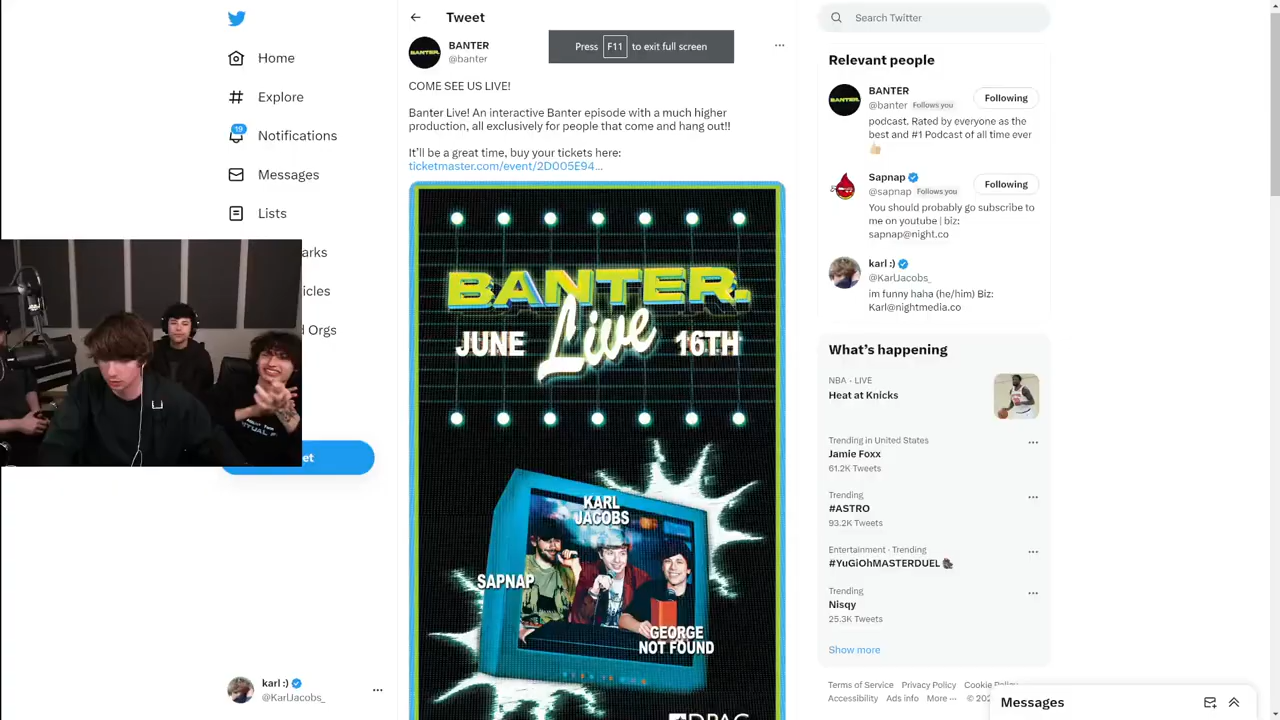 Home
Explore
19
Notifications
Messages
Lists
arks
icles
d Orgs
et
karl :)
@KarlJacobs_
Tweet
BANTER
@banter
Press F11 to exit full screen
COME SEE US LIVE!
Banter Live! An interactive Banter episode with a much higher
production, all exclusively for people that come and hang out!!
It'll be a great time, buy your tickets here:
ticketmaster.com/event/2D005E94...
BANTER.
Live
JUNE 16TH
KARL
JACOBS
SAPNAP
GEORGE
NOT FOUND
DPAC
Search Twitter
Relevant people
BANTER
@banter Follows you
Following
podcast. Rated by everyone as the
best and #1 Podcast of all time ever
Sapnap
@sapnap Follows you
Following
You should probably go subscribe to
me on youtube | biz:
sapnap@night.co
karl :)
@KarlJacobs_
im funny haha (he/him) Biz:
Karl@nightmedia.co
What's happening
NBA · LIVE
Heat at Knicks
Trending in United States
Jamie Foxx
61.2K Tweets
Trending
#ASTRO
93.2K Tweets
Entertainment · Trending
#YuGiOhMASTERDUEL
Trending
Nisqy
25.3K Tweets
Show more
Terms of Service Privacy Policy Cookie Policy
Accessibility Ads info More ··· © 202
Messages